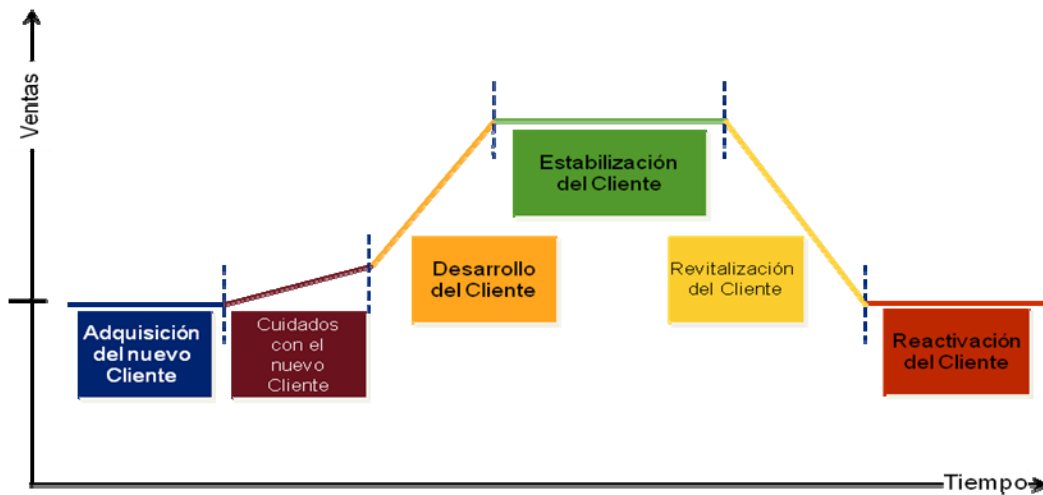 Ventas
Estabilización
del Cliente
Desarrollo
del Cliente
Revitalización
del Cliente
Adquisición
del nuevo
Cliente
Cuidados
con el
nuevo
Cliente
Reactivación
del Cliente
Tiempo